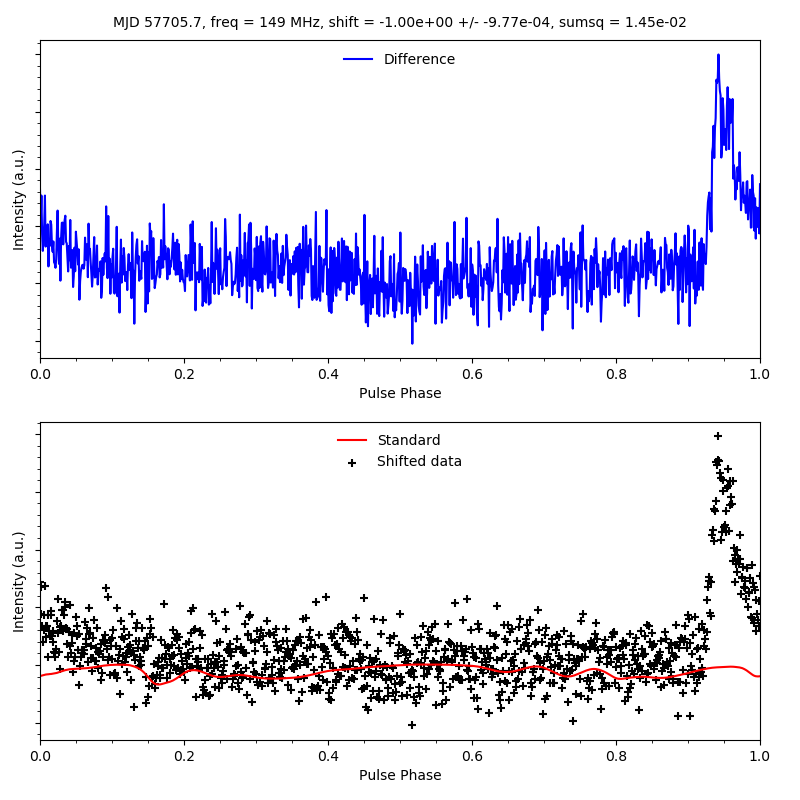 MJD 57705.7, freq = 149 MHz, shift = -1.00e+00 +/- -9.77e-04, sumsq = 1.45e-02
Difference
Intensity (a.u.)
0.0 0.2 0.4 0.6 0.8 1.0
Pulse Phase
Standard
Shifted data
Intensity (a.u.)
0.0 0.2 0.4 0.6 0.8 1.0
Pulse Phase